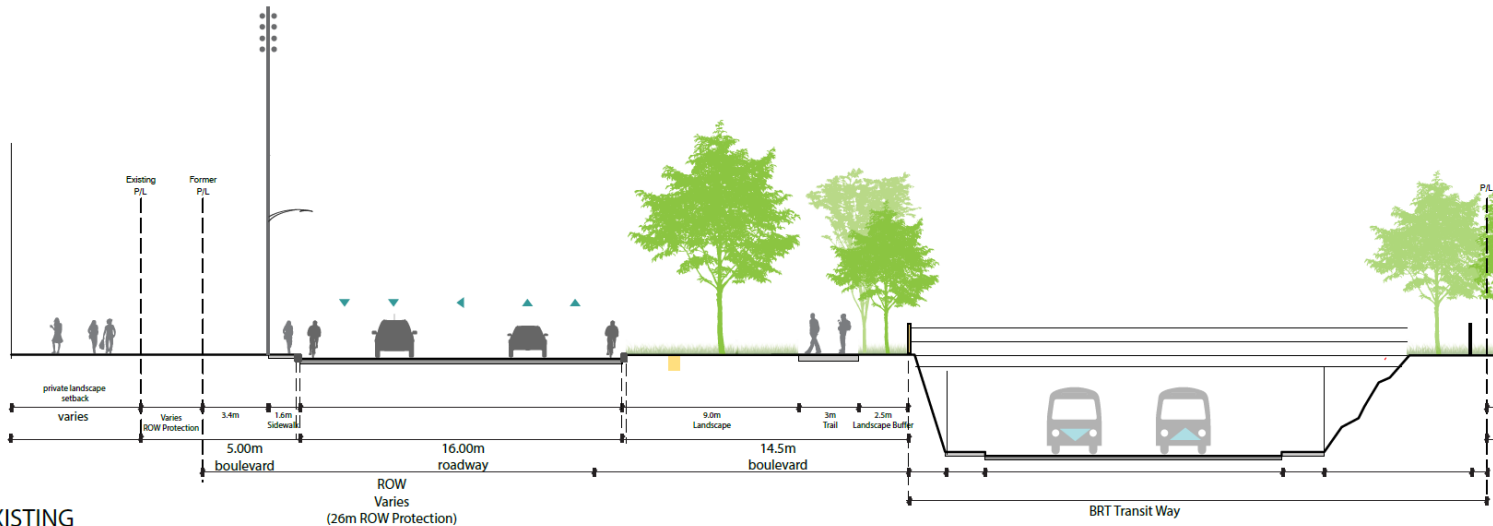 Existing
P/L
Former
P/L
P/L
private landscape
setback
varies
Varies
ROW Protection
3.4m
1.6m
Sidewalk
9.0m
Landscape
3m
Trail
2.5m
Landscape Buffer
5.00m
boulevard
16.00m
roadway
14.5m
boulevard
ROW
Varies
(26m ROW Protection)
BRT Transit Way
XISTING